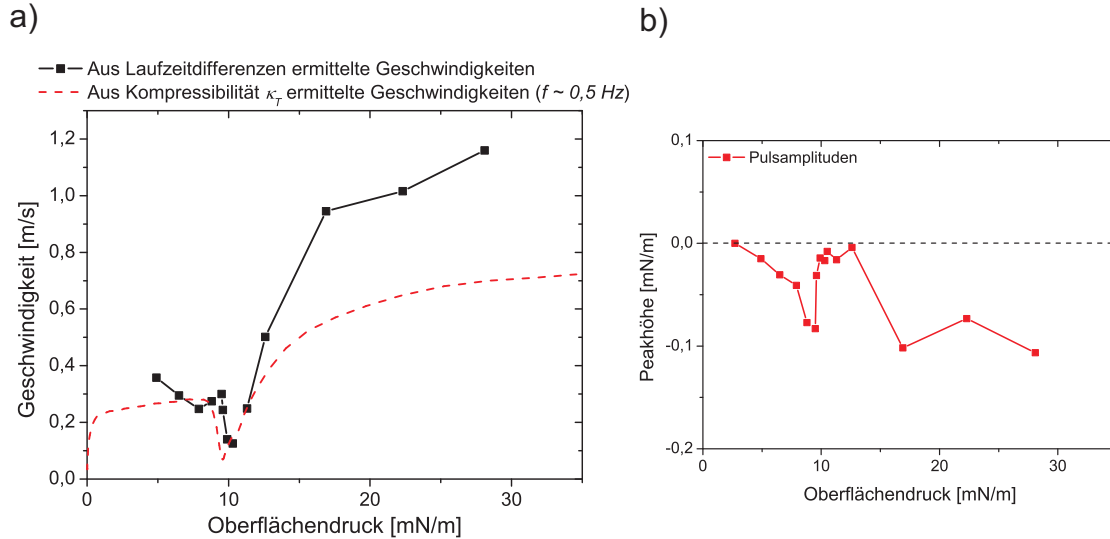 a)
Aus Laufzeitdifferenzen ermittelte Geschwindigkeiten
Aus Kompressibilität κT ermittelte Geschwindigkeiten (f ~ 0,5 Hz)
1,2
1,0
0,8
0,6
0,4
0,2
0,0
Geschwindigkeit [m/s]
0
10
20
30
Oberflächendruck [mN/m]
b)
Pulsamplituden
0,1
0,0
-0,1
-0,2
Peakhöhe [mN/m]
0
10
20
30
Oberflächendruck [mN/m]